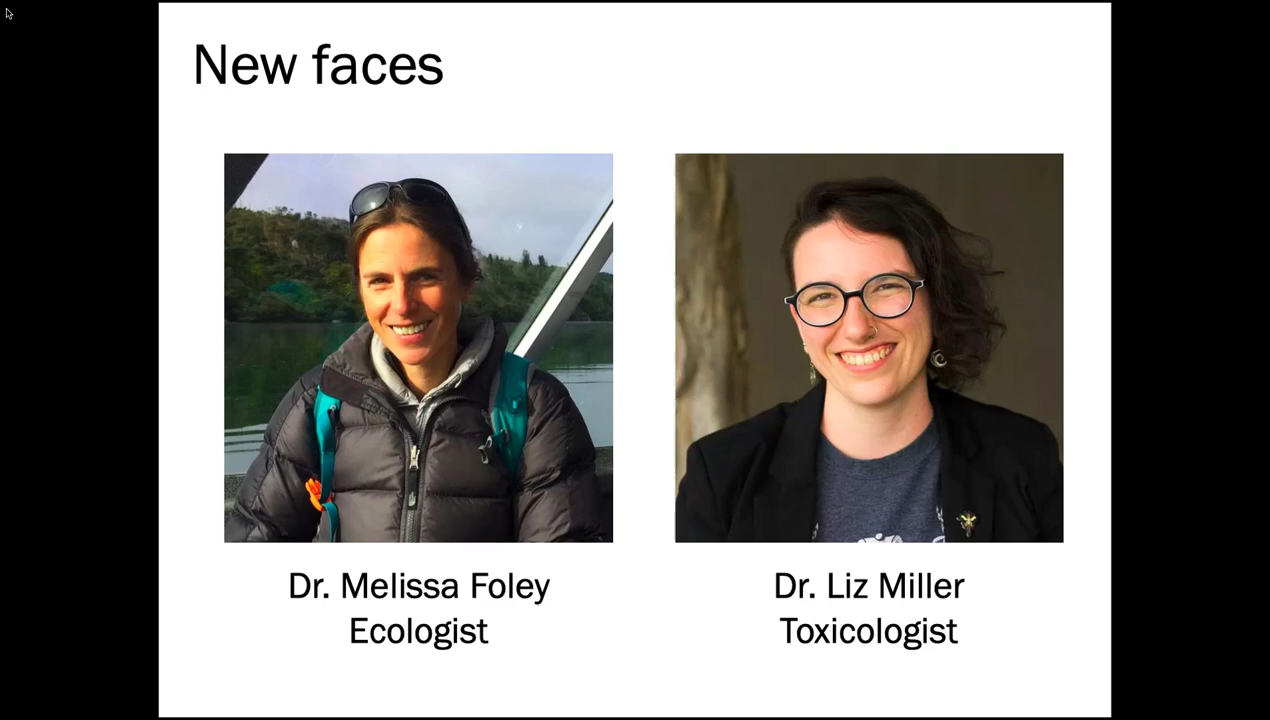 New faces
Dr. Melissa Foley
Ecologist
Dr. Liz Miller
Toxicologist